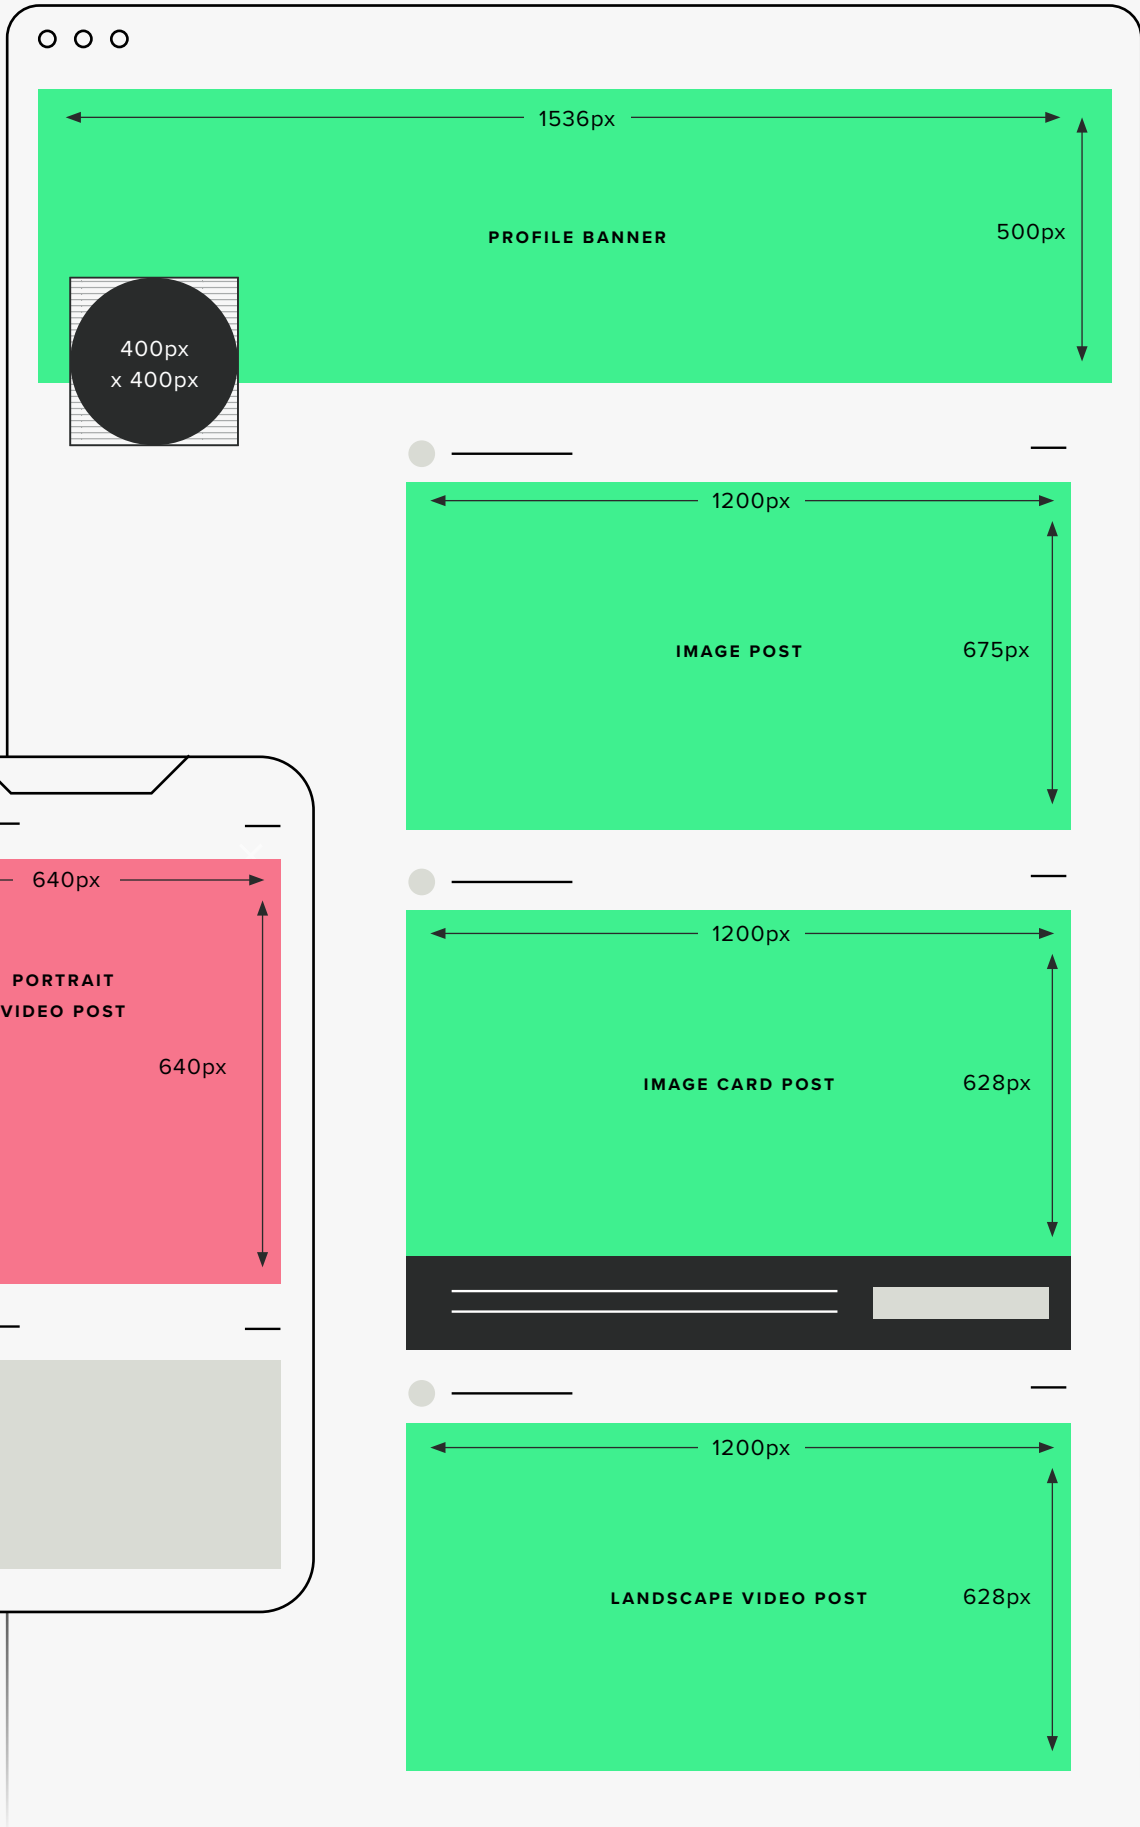 1536px
PROFILE BANNER
500px
400px
x 400px
1200px
IMAGE POST
675px
640px
PORTRAIT
VIDEO POST
640px
1200px
IMAGE CARD POST
628px
1200px
LANDSCAPE VIDEO POST
628px